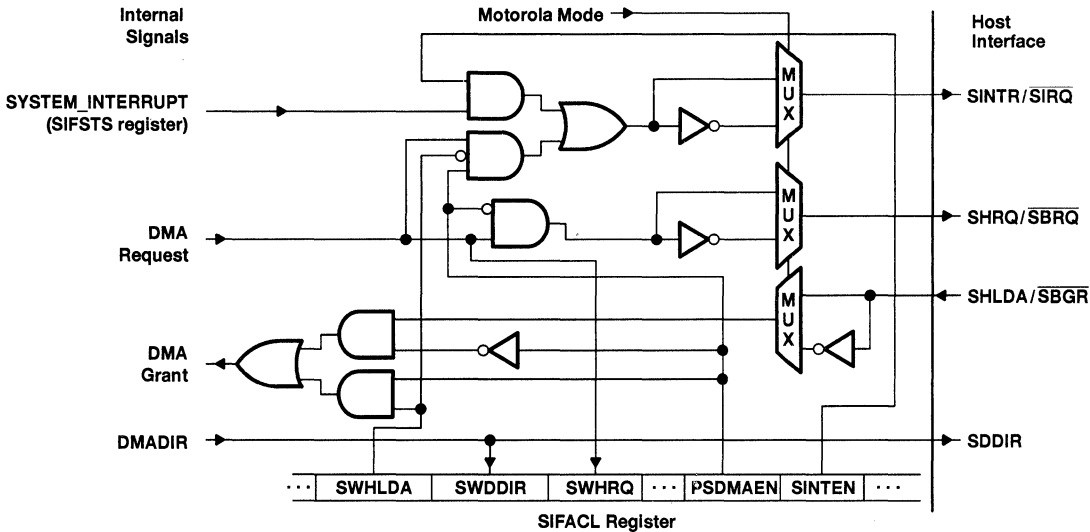 Internal
Signals
Motorola Mode
Host
Interface
SYSTEM_INTERRUPT
(SIFSTS register)
MUX
SINTR/SIRQ
DMA
Request
MUX
SHRQ/SBRQ
MUX
SHLDA/SBGR
DMA
Grant
DMADIR
SDDIR
··· SWHLDA SWDDIR SWHRQ ··· PSDMAEN SINTEN ···
SIFACL Register